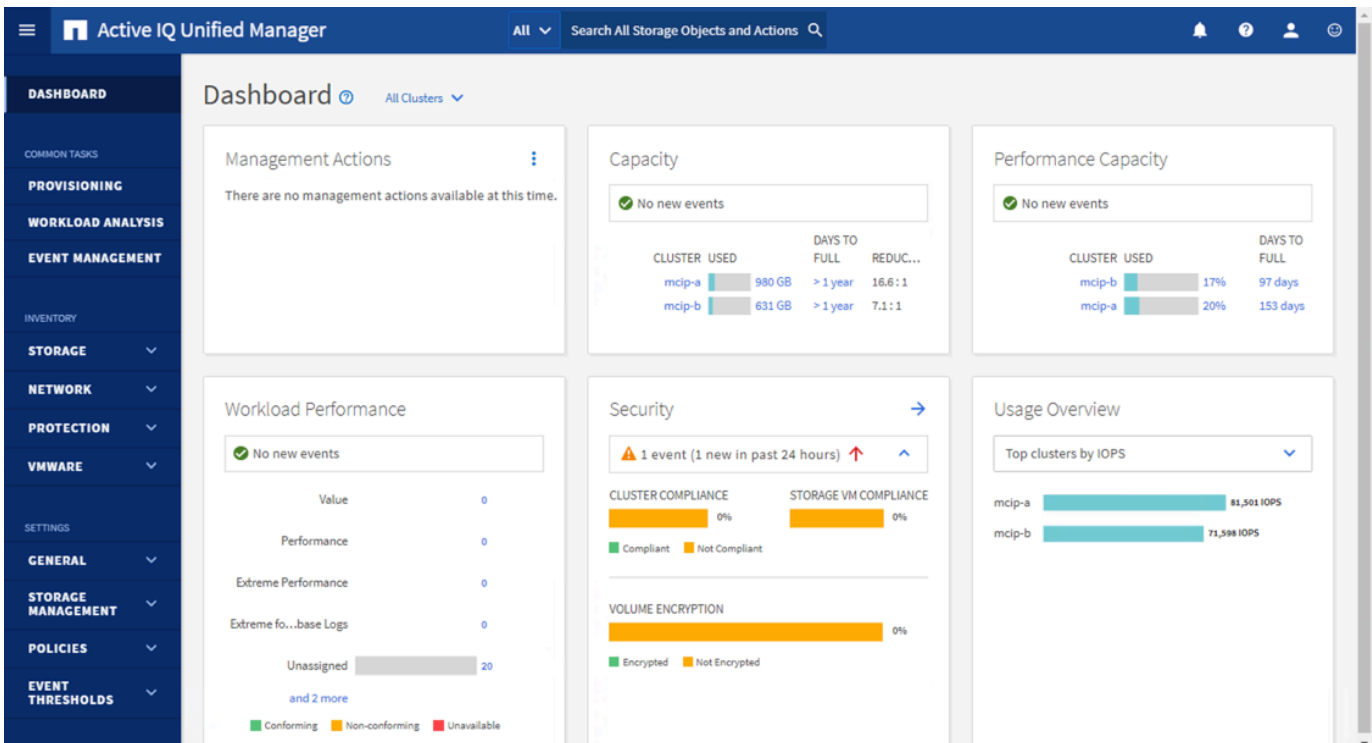 Active IQ Unified Manager
All
Search All Storage Objects and Actions
DASHBOARD
COMMON TASKS
PROVISIONING
WORKLOAD ANALYSIS
EVENT MANAGEMENT
INVENTORY
STORAGE
NETWORK
PROTECTION
VMWARE
SETTINGS
GENERAL
STORAGE
MANAGEMENT
POLICIES
EVENT
THRESHOLDS
Dashboard
All Clusters
Management Actions
There are no management actions available at this time.
Capacity
No new events
CLUSTER USED DAYS TO FULL REDUC...
mcip-a 980 GB > 1 year 16.6 : 1
mcip-b 631 GB > 1 year 7.1 : 1
Performance Capacity
No new events
CLUSTER USED DAYS TO FULL
mcip-b 17% 97 days
mcip-a 20% 153 days
Workload Performance
No new events
Value 0
Performance 0
Extreme Performance 0
Extreme fo...base Logs 0
Unassigned 20
and 2 more
Conforming Non-conforming Unavailable
Security
1 event (1 new in past 24 hours)
CLUSTER COMPLIANCE STORAGE VM COMPLIANCE
0% 0%
Compliant Not Compliant
VOLUME ENCRYPTION
0%
Encrypted Not Encrypted
Usage Overview
Top clusters by IOPS
mcip-a 81,501 IOPS
mcip-b 71,598 IOPS